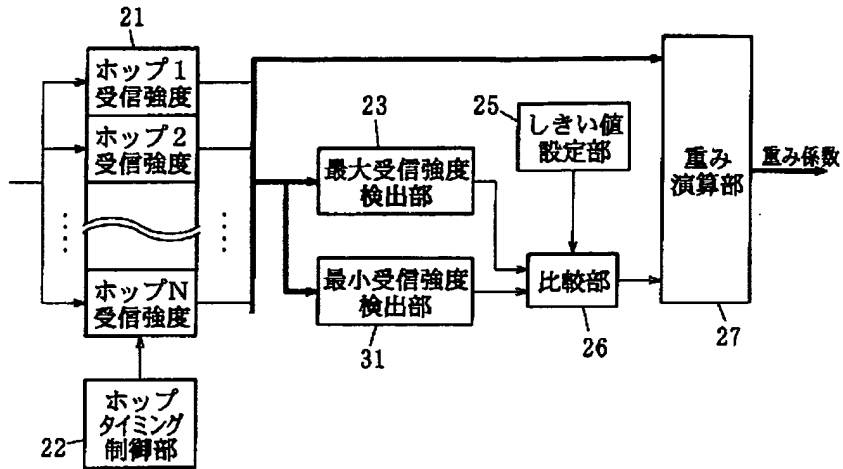 21
ホップ1
受信強度
ホップ2
受信強度
ホップN
受信強度
22
ホップ
タイミング
制御部
23
最大受信強度
検出部
最小受信強度
検出部
31
25
しきい値
設定部
比較部
26
重み
演算部
27
重み係数